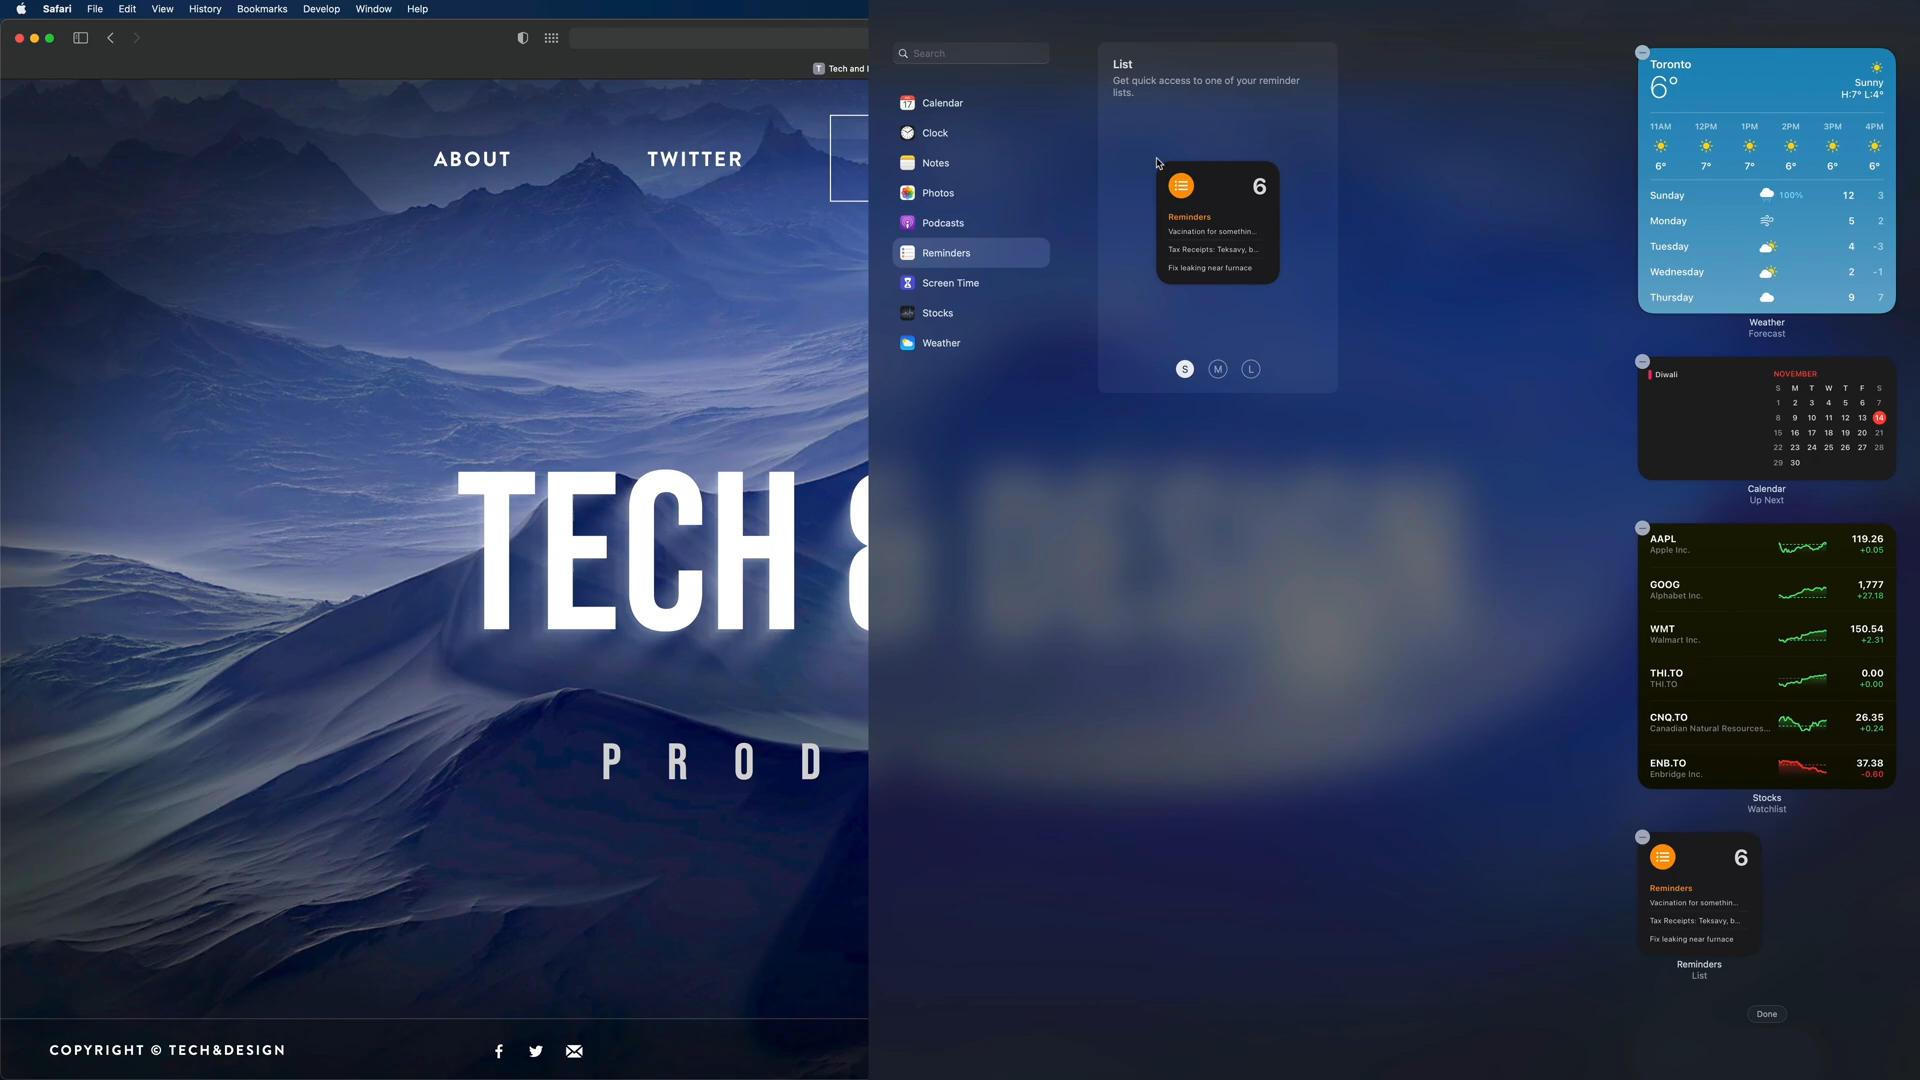 Safari File Edit View History Bookmarks Develop Window Help
T Tech and
ABOUT
TWITTER
TECH &
PROD
COPYRIGHT © TECH&DESIGN
Search
17 Calendar
Clock
Notes
Photos
Podcasts
Reminders
Screen Time
Stocks
Weather
List
Get quick access to one of your reminder
lists.
6
Reminders
Vacination for somethin...
Tax Receipts: Teksavy, b...
Fix leaking near furnace
S M L
Toronto
6°
Sunny
H:7° L:4°
11AM 12PM 1PM 2PM 3PM 4PM
6° 7° 7° 6° 6° 6°
Sunday 100% 12 3
Monday 5 2
Tuesday 4 -3
Wednesday 2 -1
Thursday 9 7
Weather
Forecast
Diwali
NOVEMBER
S M T W T F S
1 2 3 4 5 6 7
8 9 10 11 12 13 14
15 16 17 18 19 20 21
22 23 24 25 26 27 28
29 30
Calendar
Up Next
AAPL 119.26
Apple Inc. +0.05
GOOG 1,777
Alphabet Inc. +27.18
WMT 150.54
Walmart Inc. +2.31
THI.TO 0.00
THI.TO +0.00
CNQ.TO 26.35
Canadian Natural Resources... +0.24
ENB.TO 37.38
Enbridge Inc. -0.60
Stocks
Watchlist
6
Reminders
Vacination for somethin...
Tax Receipts: Teksavy, b...
Fix leaking near furnace
Reminders
List
Done